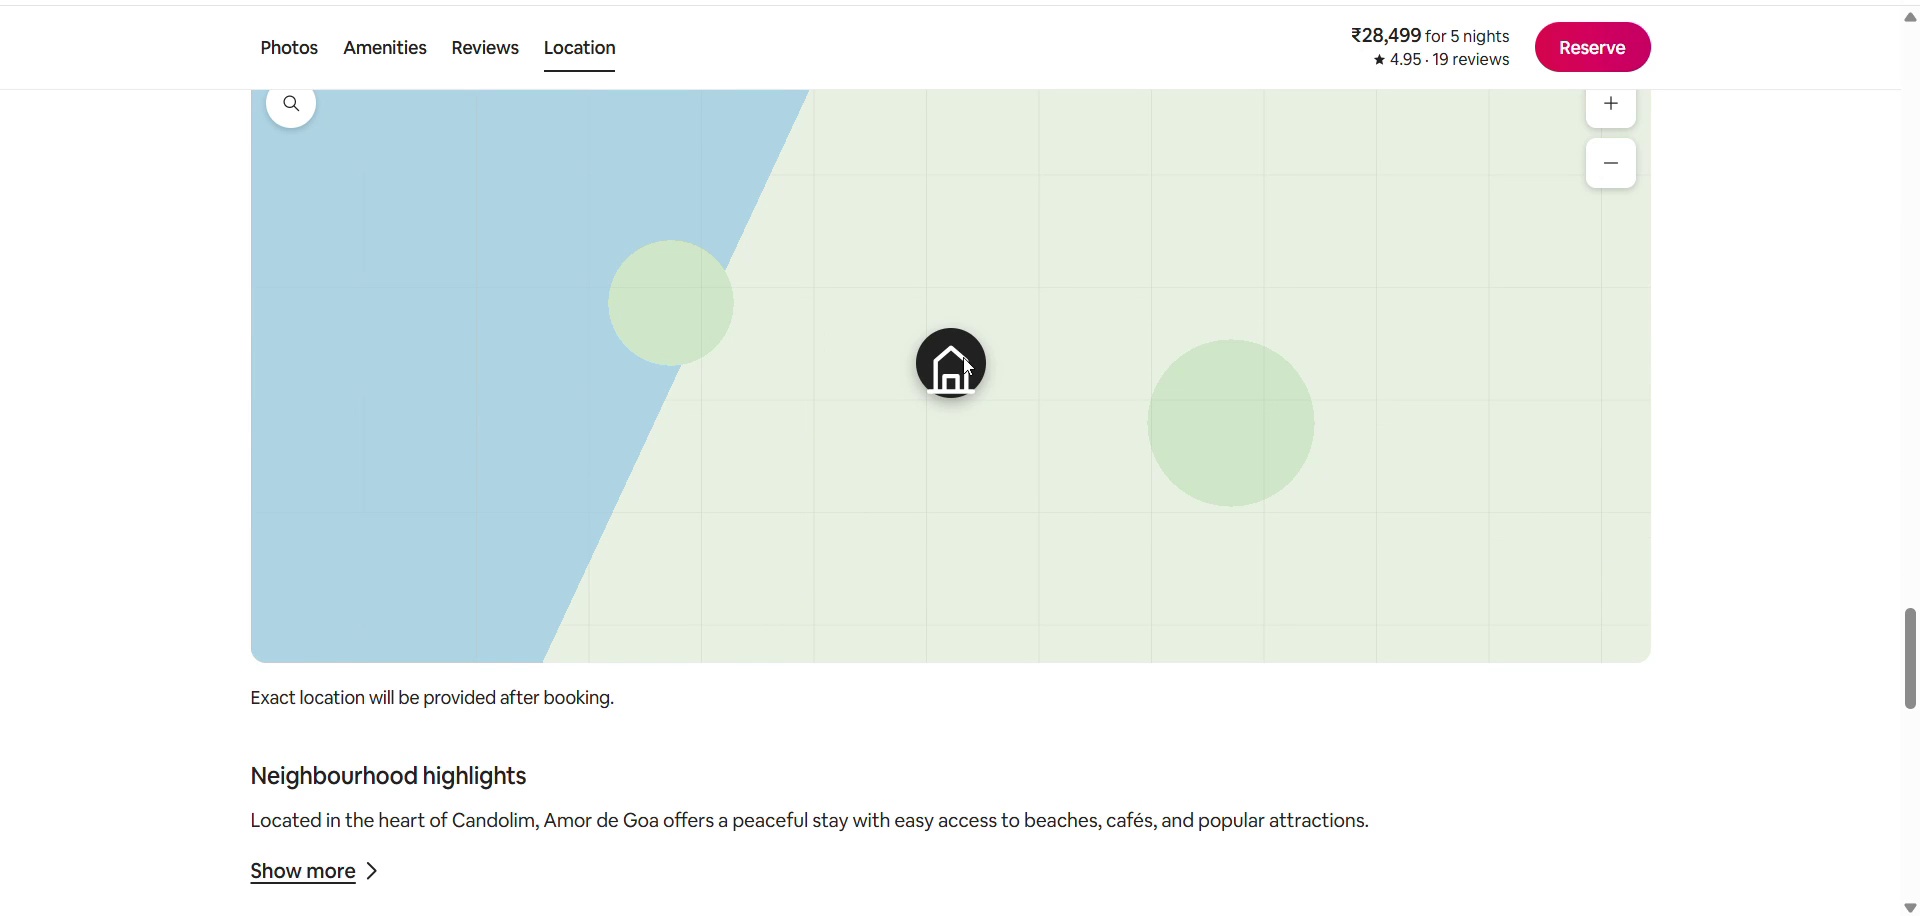 Photos Amenities Reviews Location
₹28,499 for 5 nights
★ 4.95 · 19 reviews
Reserve
Exact location will be provided after booking.
Neighbourhood highlights
Located in the heart of Candolim, Amor de Goa offers a peaceful stay with easy access to beaches, cafés, and popular attractions.
Show more